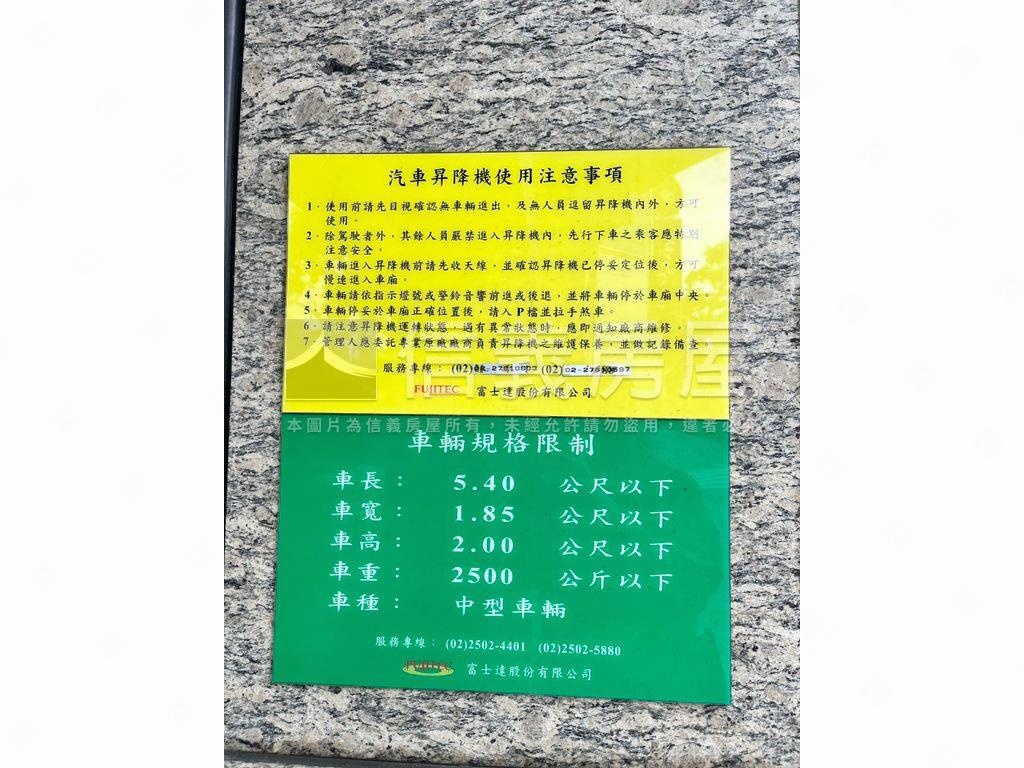 汽車昇降機使用注意事項
1．使用前請先目視確認無車輛進出，及無人員逗留昇降機內外，方可
使用。
2．除駕駛者外，其餘人員嚴禁進入昇降機內，先行下車之乘客應特別
注意安全。
3．車輛進入昇降機前請先收天線，並確認昇降機已停妥定位後，方可
慢速進入車廂。
4．車輛請依指示燈號或警鈴音響前進或後退，並將車輛停於車廂中央。
5．車輛停妥於車廂正確位置後，請入P檔並拉手煞車。
6．請注意昇降機運轉狀態，遇有異常狀態時，應即通知廠商維修。
7．管理人應委託專業原廠廠商負責昇降機之維護保養，並做記錄備查。
信義房屋
服務專線： (02) (02)
FUJITEC 富士達股份有限公司
本圖片為信義房屋所有，未經允許請勿盜用，違者必
車輛規格限制
車長： 5.40 公尺以下
車寬： 1.85 公尺以下
車高： 2.00 公尺以下
車重： 2500 公斤以下
車種： 中型車輛
服務專線： (02)2502-4401 (02)2502-5880
FUJITEC 富士達股份有限公司